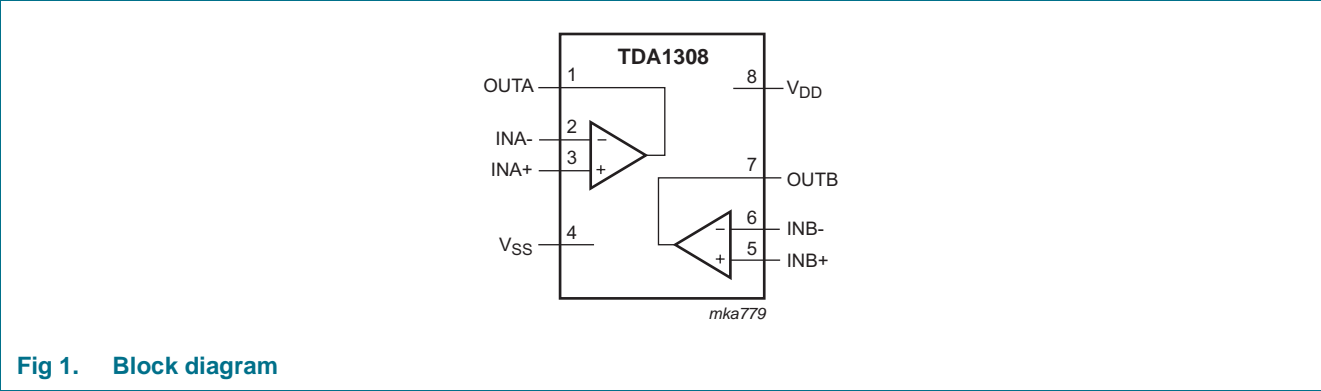 TDA1308
OUTA 1
INA- 2 −
INA+ 3 +
VSS 4
8 VDD
7 OUTB
− 6 INB-
+ 5 INB+
mka779
Fig 1. Block diagram